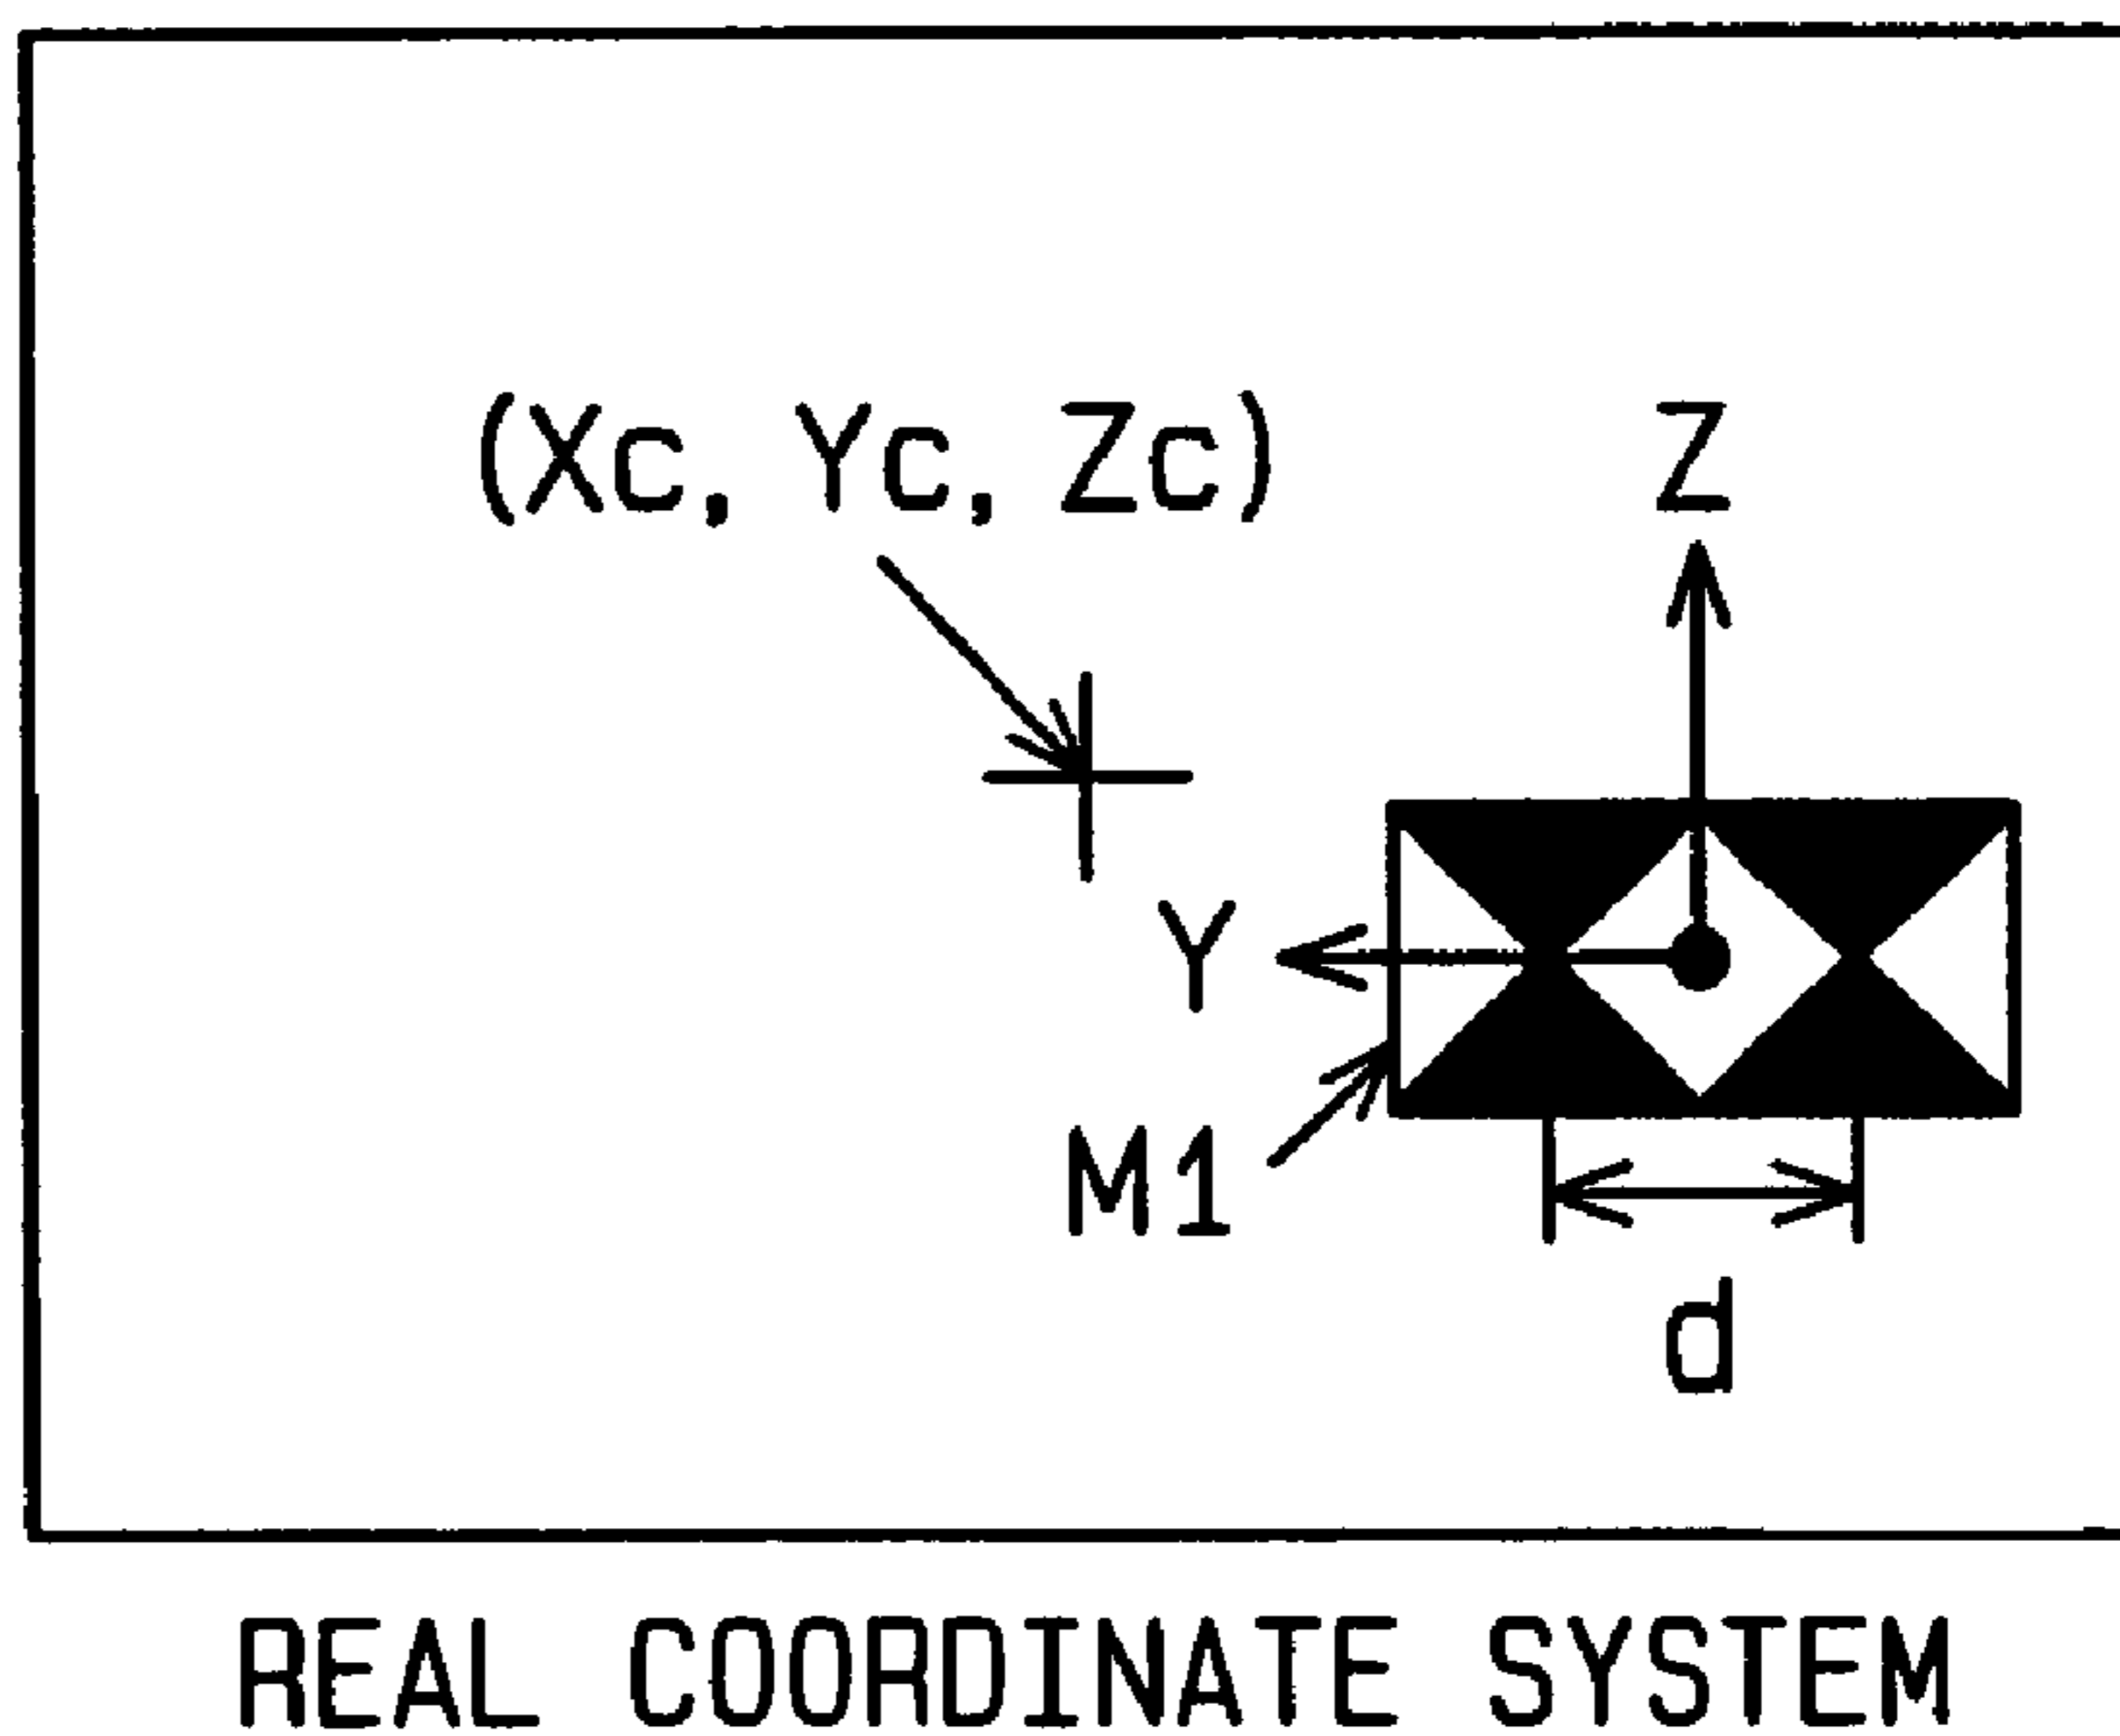 (Xc, Yc, Zc)
Z
Y
M1
d
REAL COORDINATE SYSTEM